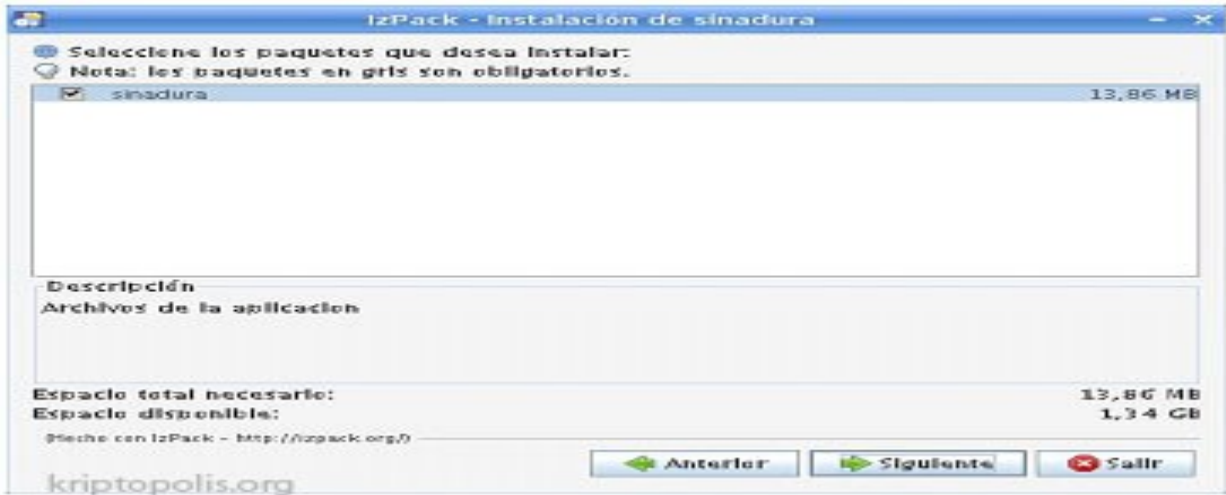 IzPack - Instalación de sinadura
Seleccione los paquetes que desea instalar:
Nota: los paquetes en gris son obligatorios.
sinadura 13,86 MB
Descripción
Archivos de la aplicacion
Espacio total necesario: 13,86 MB
Espacio disponible: 1,34 GB
(Hecho con IzPack - http://izpack.org/)
Anterior Siguiente Salir
kriptopolis.org